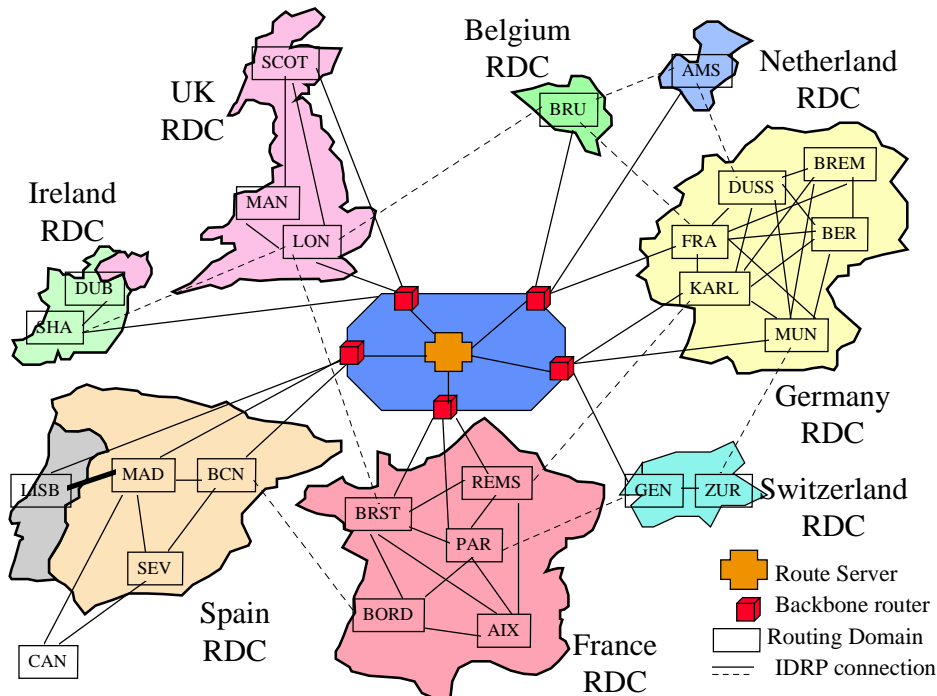 Belgium
RDC
Netherland
RDC
UK
RDC
SCOT
AMS
BRU
BREM
DUSS
Ireland
RDC
MAN
LON
FRA
BER
DUB
KARL
SHA
MUN
Germany
RDC
LISB
MAD
BCN
REMS
GEN
ZUR
Switzerland
RDC
BRST
PAR
SEV
Spain
RDC
BORD
AIX
CAN
France
RDC
Route Server
Backbone router
Routing Domain
IDRP connection